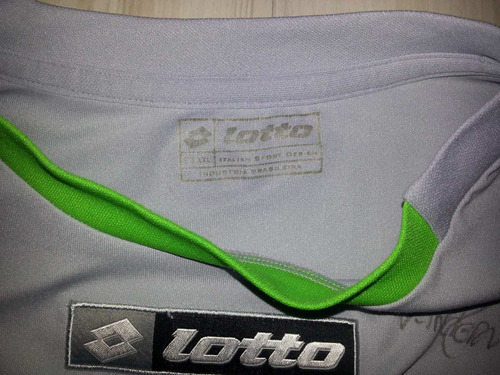 lotto
XXL ITALIAN SPORT DESIGN
INDUSTRIA BRASILEIRA
lotto